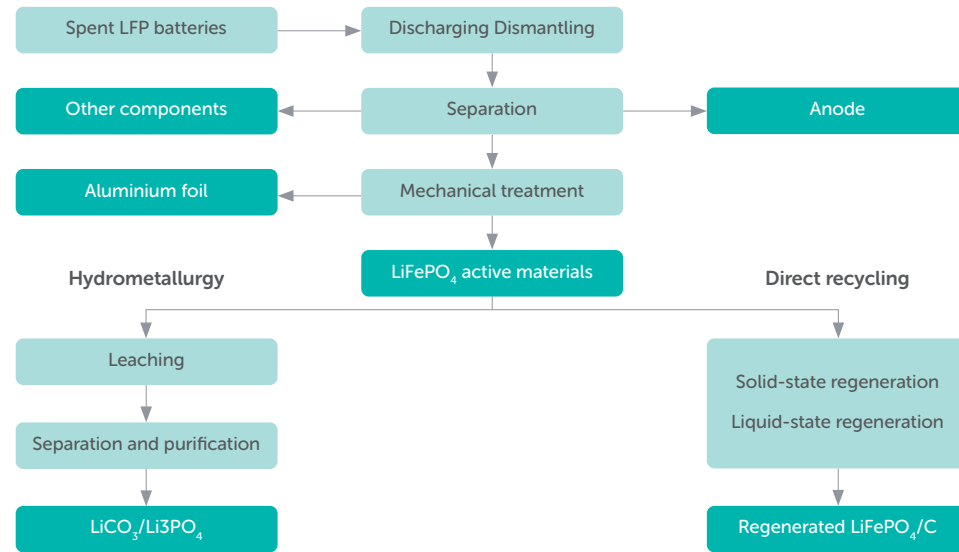 Spent LFP batteries
Discharging Dismantling
Other components
Separation
Anode
Aluminium foil
Mechanical treatment
LiFePO₄ active materials
Hydrometallurgy
Direct recycling
Leaching
Separation and purification
LiCO₃/Li3PO₄
Solid-state regeneration
Liquid-state regeneration
Regenerated LiFePO₄/C